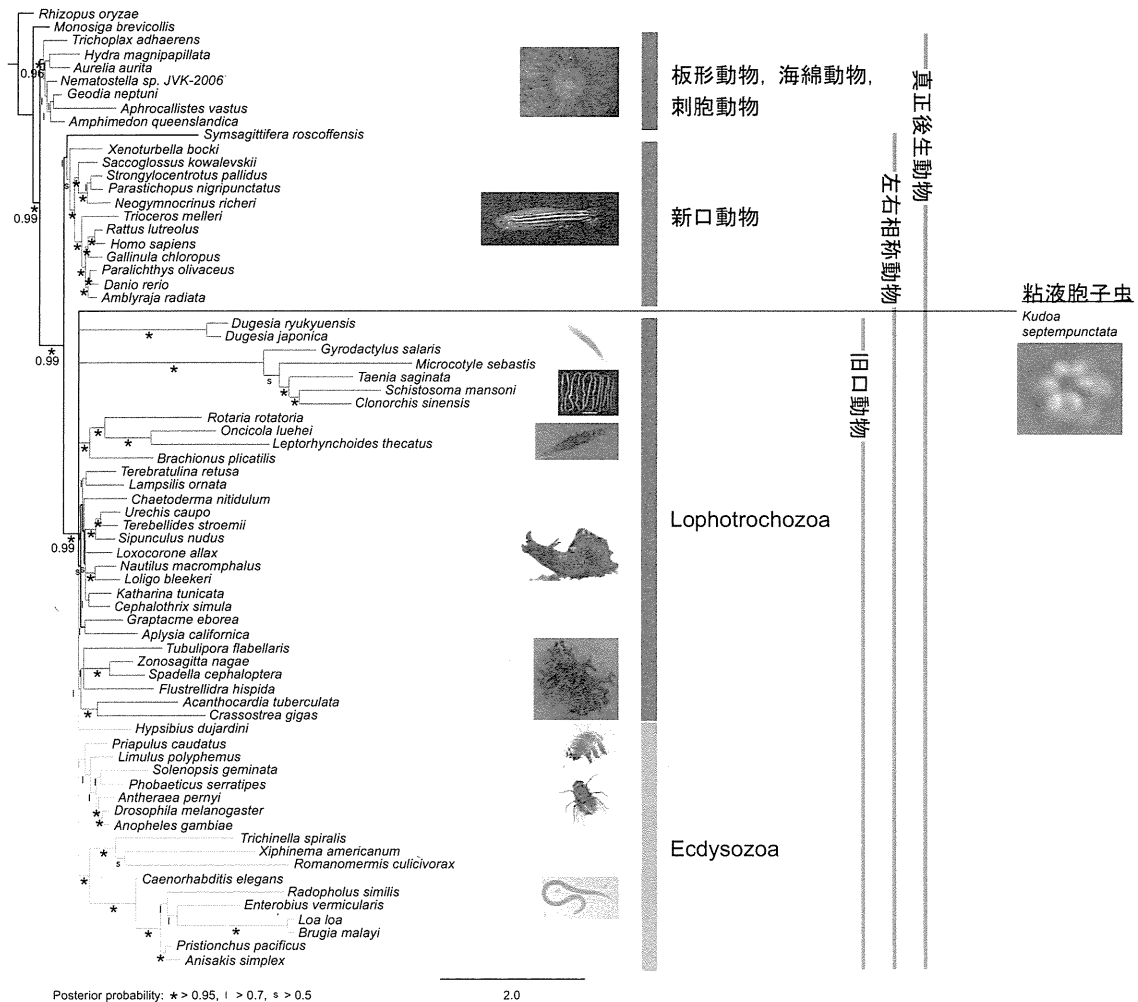 Rhizopus oryzae
Monosiga brevicollis
Trichoplax adhaerens
Hydra magnipapillata
Aurelia aurita
Nematostella sp. JVK-2006
Geodia neptuni
Aphrocallistes vastus
Amphimedon queenslandica
Symsagittifera roscoffensis
Xenoturbella bocki
Saccoglossus kowalevskii
Strongylocentrotus pallidus
Parastichopus nigripunctatus
Neogymnocrinus richeri
Trioceros melleri
Rattus lutreolus
Homo sapiens
Gallinula chloropus
Paralichthys olivaceus
Danio rerio
Amblyraja radiata
Dugesia ryukyuensis
Dugesia japonica
Gyrodactylus salaris
Microcotyle sebastis
Taenia saginata
Schistosoma mansoni
Clonorchis sinensis
Rotaria rotatoria
Oncicola luehei
Leptorhynchoides thecatus
Brachionus plicatilis
Terebratulina retusa
Lampsilis ornata
Chaetoderma nitidulum
Urechis caupo
Terebellides stroemii
Sipunculus nudus
Loxocorone allax
Nautilus macromphalus
Loligo bleekeri
Katharina tunicata
Cephalothrix simula
Graptacme eborea
Aplysia californica
Tubulipora flabellaris
Zonosagitta nagae
Spadella cephaloptera
Flustrellidra hispida
Acanthocardia tuberculata
Crassostrea gigas
Hypsibius dujardini
Priapulus caudatus
Limulus polyphemus
Solenopsis geminata
Phobaeticus serratipes
Antheraea pernyi
Drosophila melanogaster
Anopheles gambiae
Trichinella spiralis
Xiphinema americanum
Romanomermis culicivorax
Caenorhabditis elegans
Radopholus similis
Enterobius vermicularis
Loa loa
Brugia malayi
Pristionchus pacificus
Anisakis simplex
0.96
0.99
0.99
0.99
板形動物, 海綿動物,
刺胞動物
新口動物
Lophotrochozoa
Ecdysozoa
旧口動物
左右相称動物
真正後生動物
粘液胞子虫
Kudoa
septempunctata
Posterior probability: * > 0.95, l > 0.7, s > 0.5
2.0